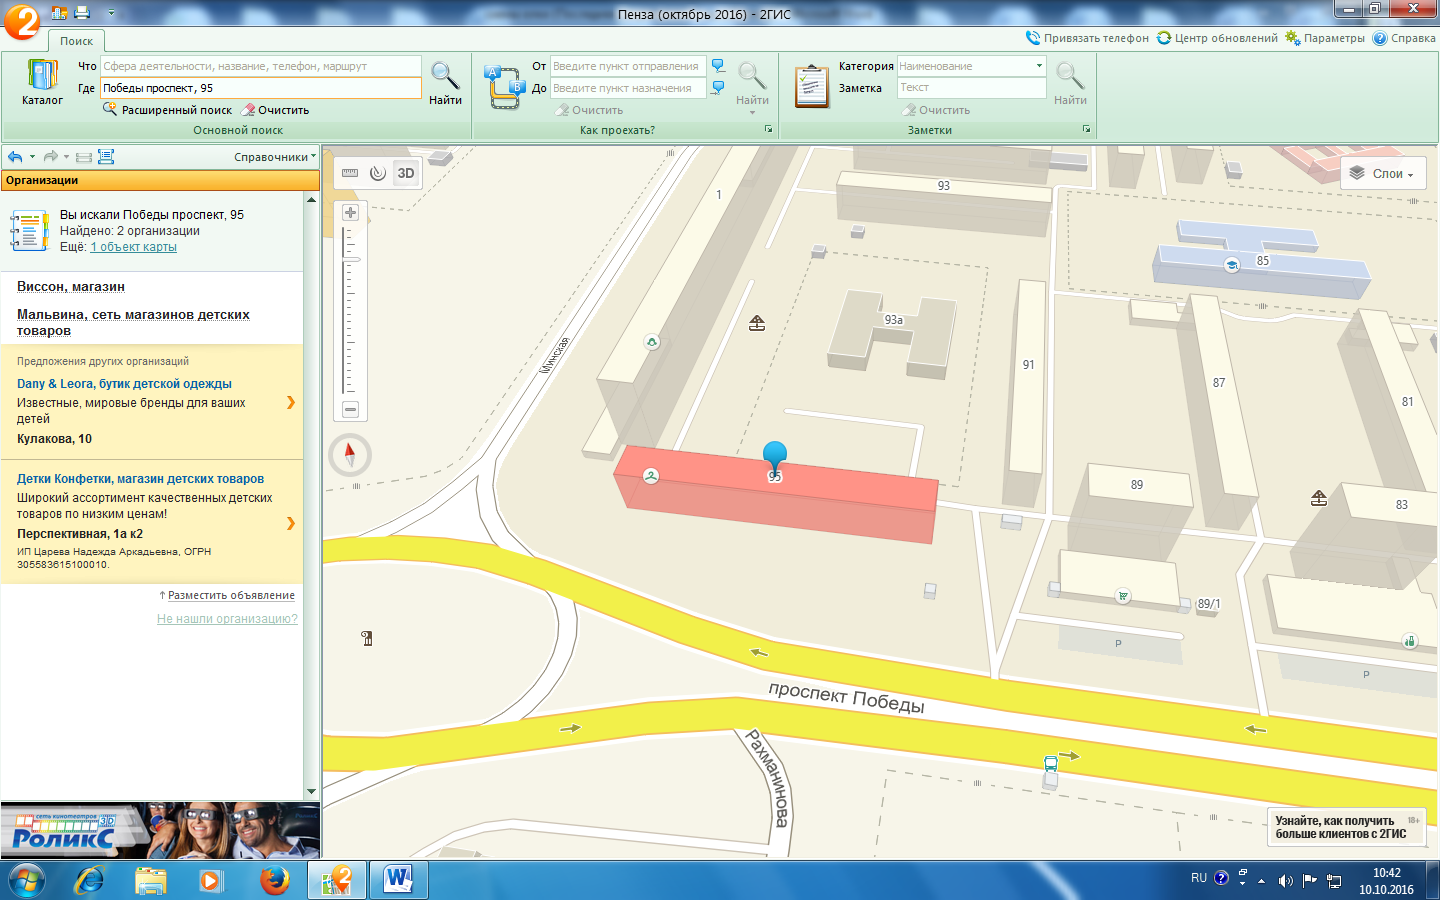 Пенза (октябрь 2016) - 2ГИС
Поиск
Привязать телефон
Центр обновлений
Параметры
Справка
Каталог
Что
Сфера деятельности, название, телефон, маршрут
Где
Победы проспект, 95
Расширенный поиск
Очистить
Найти
Основной поиск
От
Введите пункт отправления
До
Введите пункт назначения
Очистить
Найти
Как проехать?
Категория
Наименование
Заметка
Текст
Очистить
Найти
Заметки
Справочники
Организации
Вы искали Победы проспект, 95
Найдено: 2 организации
Ещё: 1 объект карты
Виссон, магазин
Мальвина, сеть магазинов детских
товаров
Предложения других организаций
Dany & Leora, бутик детской одежды
Известные, мировые бренды для ваших
детей
Кулакова, 10
Детки Конфетки, магазин детских товаров
Широкий ассортимент качественных детских
товаров по низким ценам!
Перспективная, 1а к2
ИП Царева Надежда Аркадьевна, ОГРН
305583615100010.
Разместить объявление
Не нашли организацию?
сеть кинотеатров
3D
РОЛИКС
3D
Слои
1
93
85
93а
Минская
91
87
81
95
89
83
89/1
P
P
проспект Победы
Рахманинова
Узнайте, как получить
больше клиентов с 2ГИС
18+
RU
10:42
10.10.2016